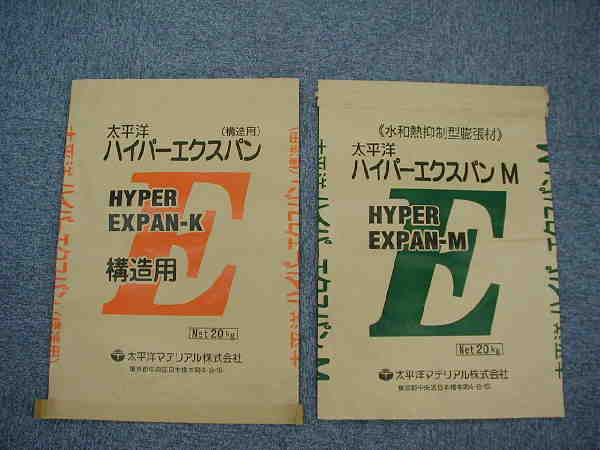 太平洋 (構造用)
ハイパーエクスパン
HYPER
EXPAN-K
構造用
Net 20kg
太平洋マテリアル株式会社
《水和熱抑制型膨張材》
太平洋
ハイパーエクスパン M
HYPER
EXPAN-M
Net 20kg
太平洋マテリアル株式会社